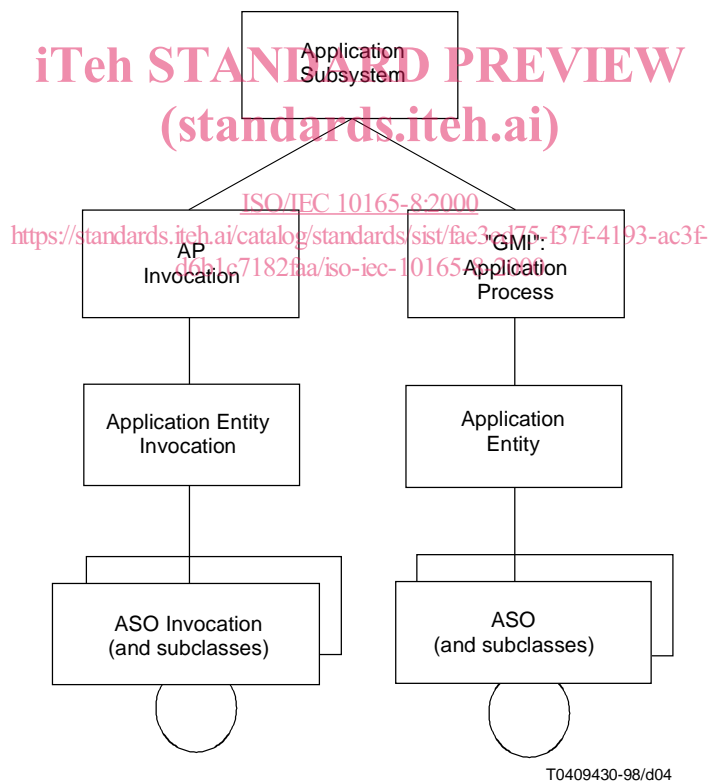 Application
Subsystem
iTeh STANDARD PREVIEW
(standards.iteh.ai)
ISO/IEC 10165-8:2000
https://standards.iteh.ai/catalog/standards/sist/fae3ed75-f37f-4193-ac3f-
d6b1c7182faa/iso-iec-10165-8-2000
AP
Invocation
"GMI":
Application
Process
Application Entity
Invocation
Application
Entity
ASO Invocation
(and subclasses)
ASO
(and subclasses)
T0409430-98/d04